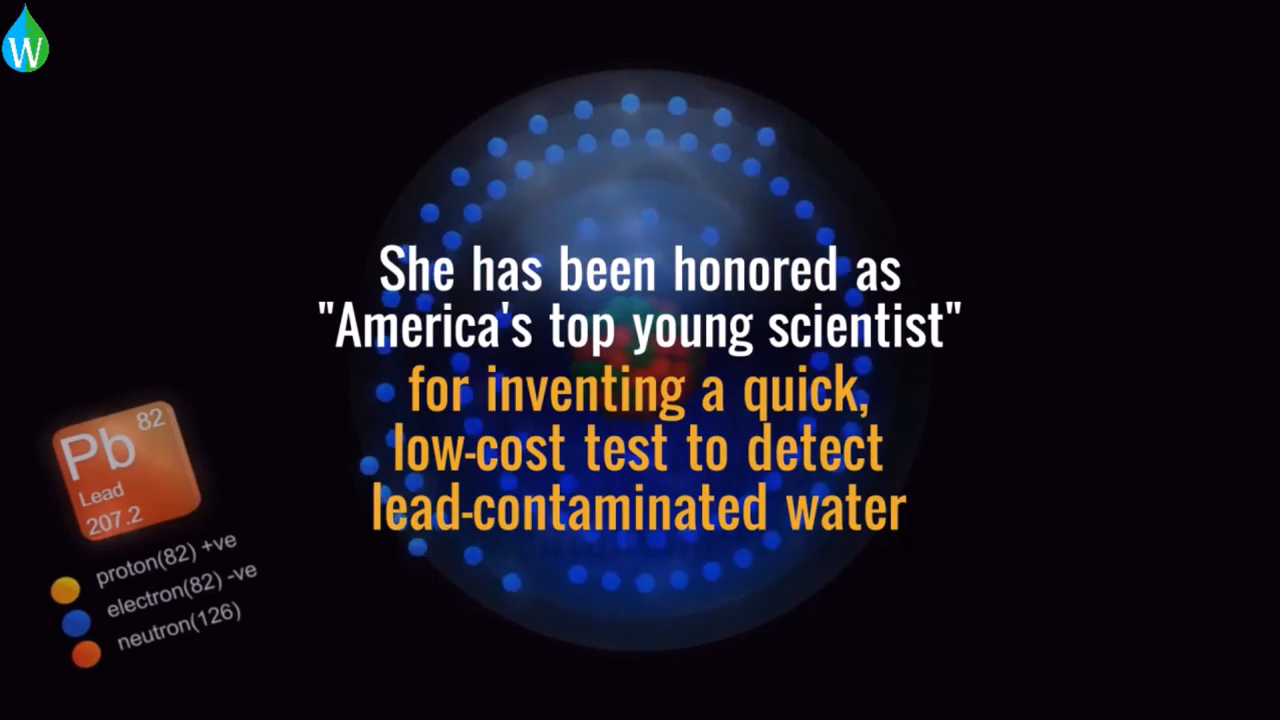 W
She has been honored as
"America's top young scientist"
for inventing a quick,
low-cost test to detect
lead-contaminated water
Pb 82
Lead
207.2
proton(82) +ve
electron(82) -ve
neutron(126)